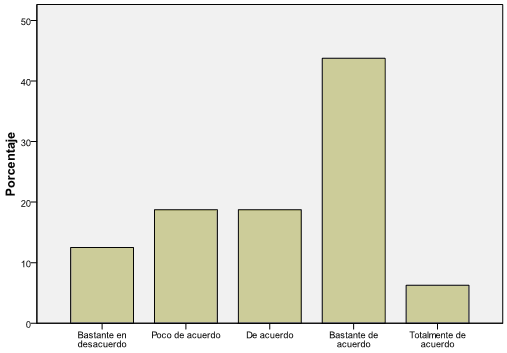 50
40
30
20
10
0
Porcentaje
Bastante en
desacuerdo
Poco de acuerdo
De acuerdo
Bastante de
acuerdo
Totalmente de
acuerdo